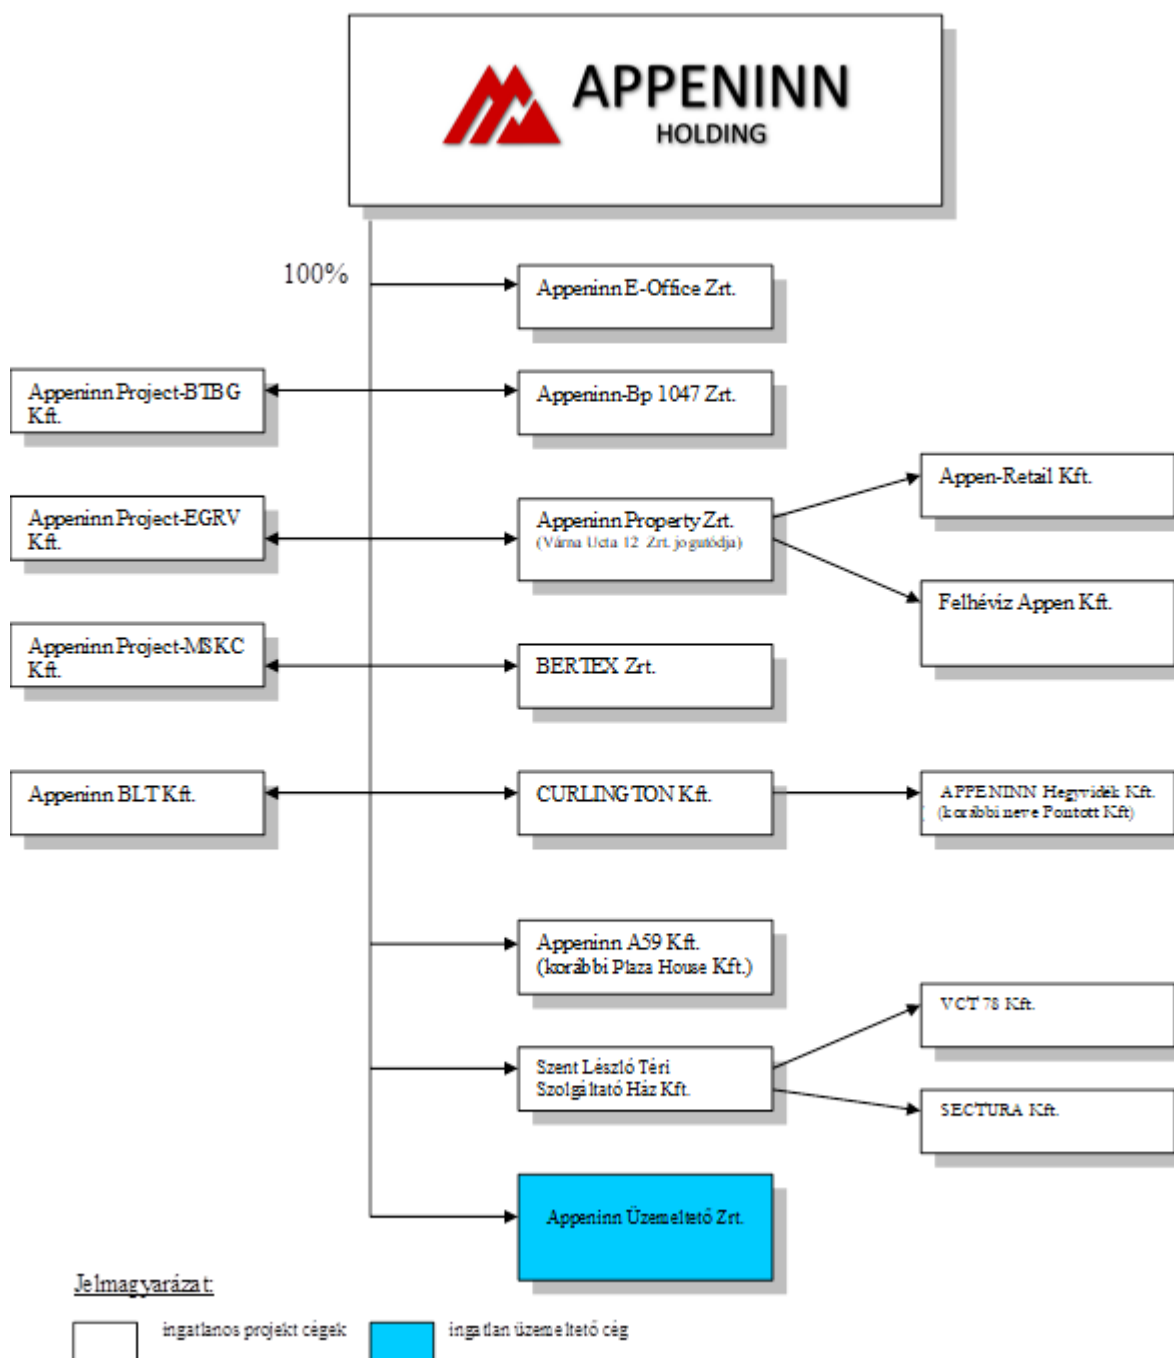 APPENINN
HOLDING
100%
Appeninn E-Office Zrt.
Appeninn Project-BTBG
Kft.
Appeninn-Bp 1047 Zrt.
Appen-Retail Kft.
Appeninn Project-EGRV
Kft.
Appeninn Property Zrt.
(Várna Ucta 12 Zrt. jogutódja)
Felhévíz Appen Kft.
Appeninn Project-MSKC
Kft.
BERTEX Zrt.
Appeninn BLT Kft.
CURLINGTON Kft.
APPENINN Hegyvidék Kft.
(korábbi neve Pontott Kft)
Appeninn A59 Kft.
(korábbi Plaza House Kft.)
VCT 78 Kft.
Szent László Téri
Szolgáltató Ház Kft.
SECTURA Kft.
Appeninn Üzemeltető Zrt.
Jelmagyarázat:
ingatlanos projekt cégek
ingatlan üzemeltető cég